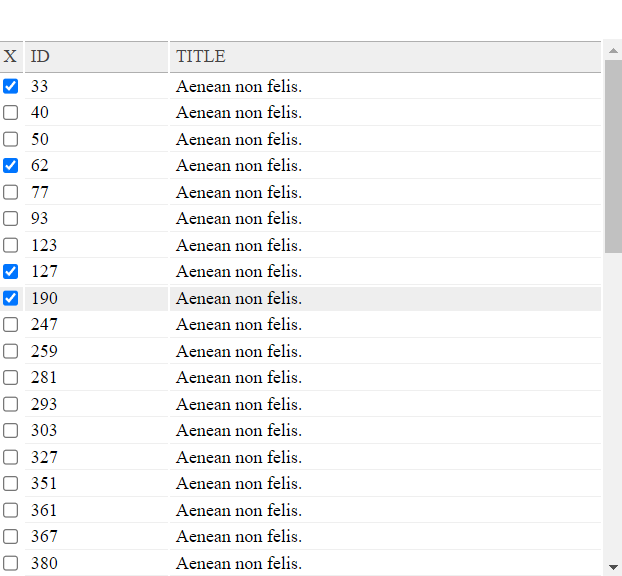 X ID TITLE
33 Aenean non felis.
40 Aenean non felis.
50 Aenean non felis.
62 Aenean non felis.
77 Aenean non felis.
93 Aenean non felis.
123 Aenean non felis.
127 Aenean non felis.
190 Aenean non felis.
247 Aenean non felis.
259 Aenean non felis.
281 Aenean non felis.
293 Aenean non felis.
303 Aenean non felis.
327 Aenean non felis.
351 Aenean non felis.
361 Aenean non felis.
367 Aenean non felis.
380 Aenean non felis.